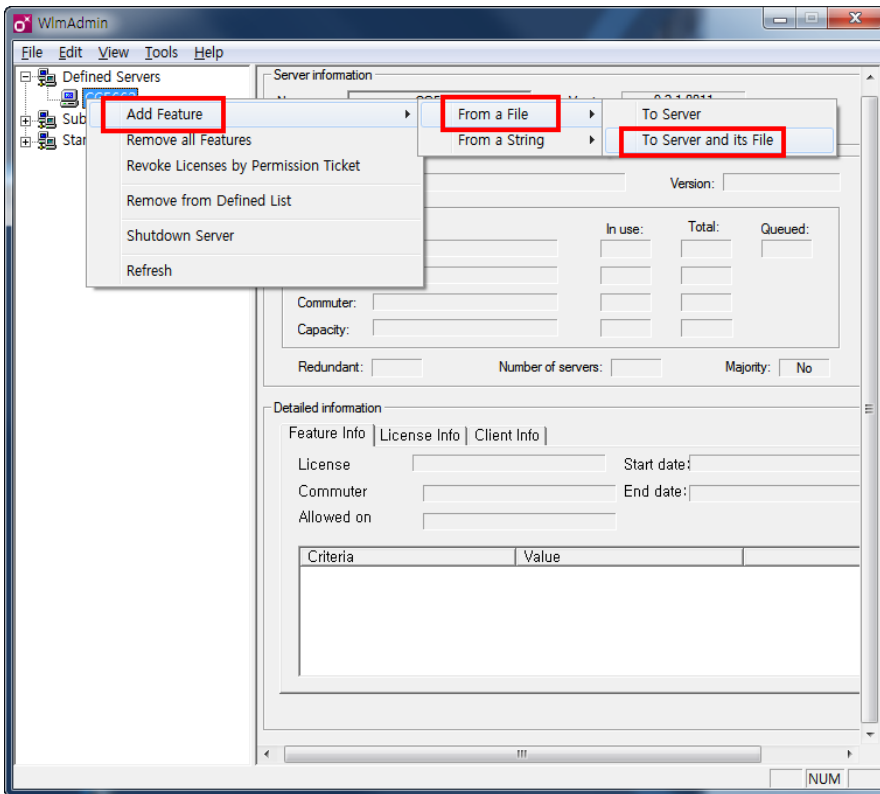 WlmAdmin
File Edit View Tools Help
Defined Servers
Server information
Add Feature
From a File
To Server
Remove all Features
From a String
To Server and its File
Revoke Licenses by Permission Ticket
Version:
Remove from Defined List
In use: Total: Queued:
Shutdown Server
Refresh
Commuter:
Capacity:
Redundant: Number of servers: Majority: No
Detailed information
Feature Info License Info Client Info
License Start date:
Commuter End date:
Allowed on
Criteria Value
NUM